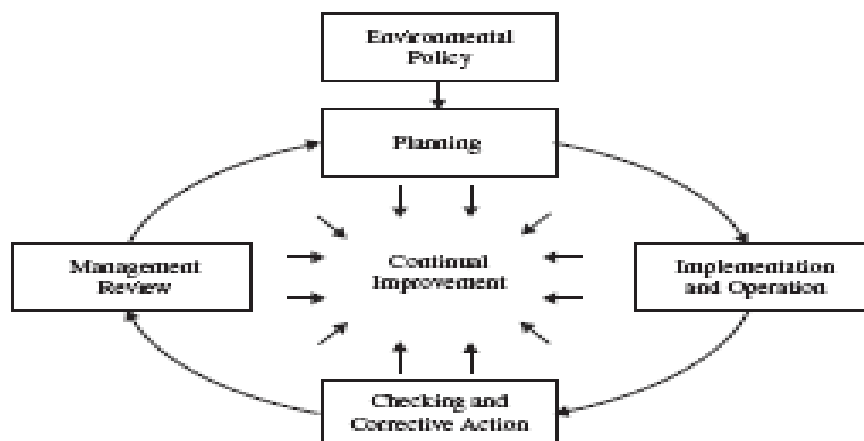 Environmental
Policy
Planning
Management
Review
Continual
Improvement
Implementation
and Operation
Checking and
Corrective Action